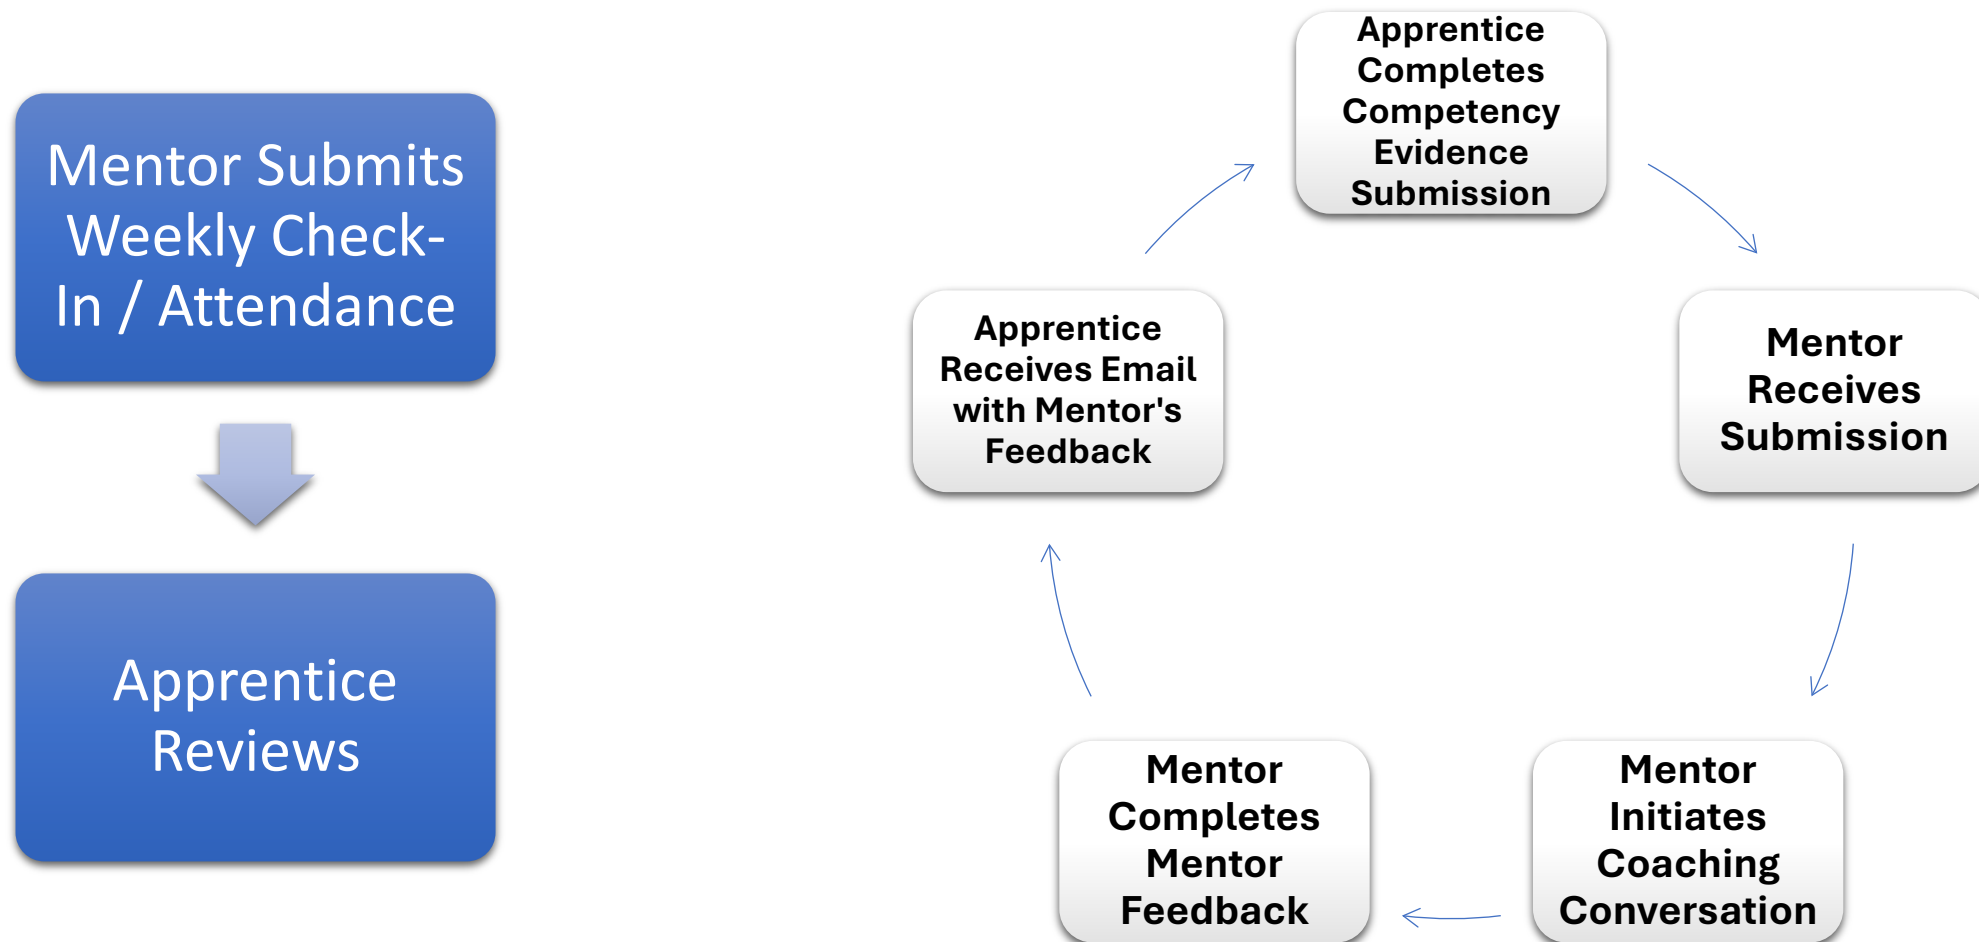 Mentor Submits
Weekly Check-
In / Attendance
Apprentice
Reviews
Apprentice
Completes
Competency
Evidence
Submission
Mentor
Receives
Submission
Mentor
Initiates
Coaching
Conversation
Mentor
Completes
Mentor
Feedback
Apprentice
Receives Email
with Mentor's
Feedback